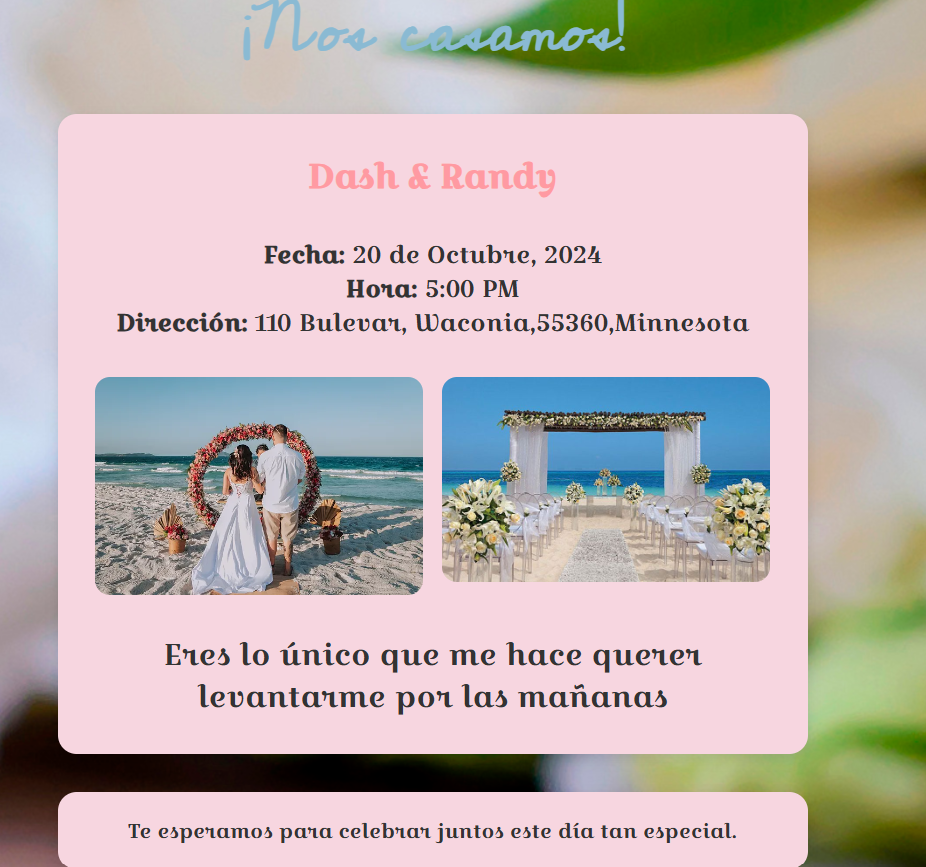 ¡Nos casamos!
Dash & Randy
Fecha: 20 de Octubre, 2024
Hora: 5:00 PM
Dirección: 110 Bulevar, Waconia,55360,Minnesota
Eres lo único que me hace querer
levantarme por las mañanas
Te esperamos para celebrar juntos este día tan especial.